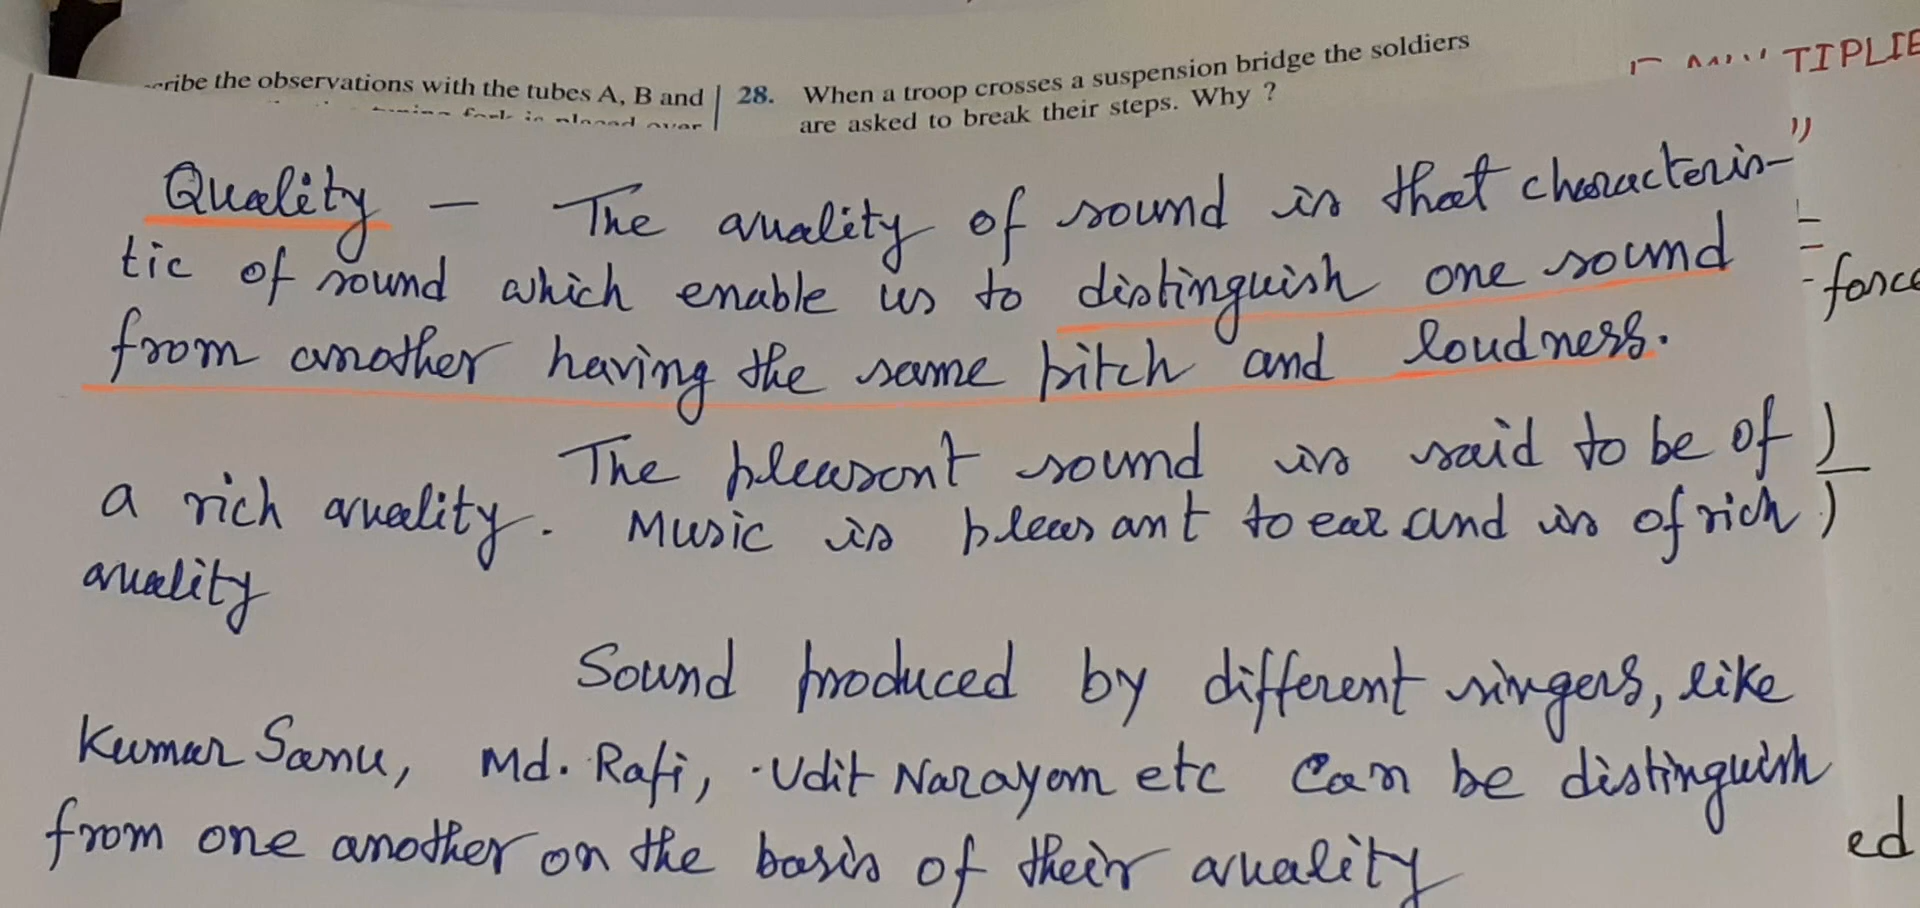 the observations with the tubes A, B and
28. When a troop crosses a suspension bridge the soldiers
are asked to break their steps. Why ?
TIPLIE
Quality - The quality of sound is that characteris-
tic of sound which enable us to distinguish one sound
from another having the same pitch and loudness.
The pleasant sound is said to be of
a rich quality. Music is pleasant to ear and is of rich
quality
Sound produced by different singers, like
Kumar Sanu, Md. Rafi, Udit Narayan etc can be distinguish
from one another on the basis of their quality
force
ed